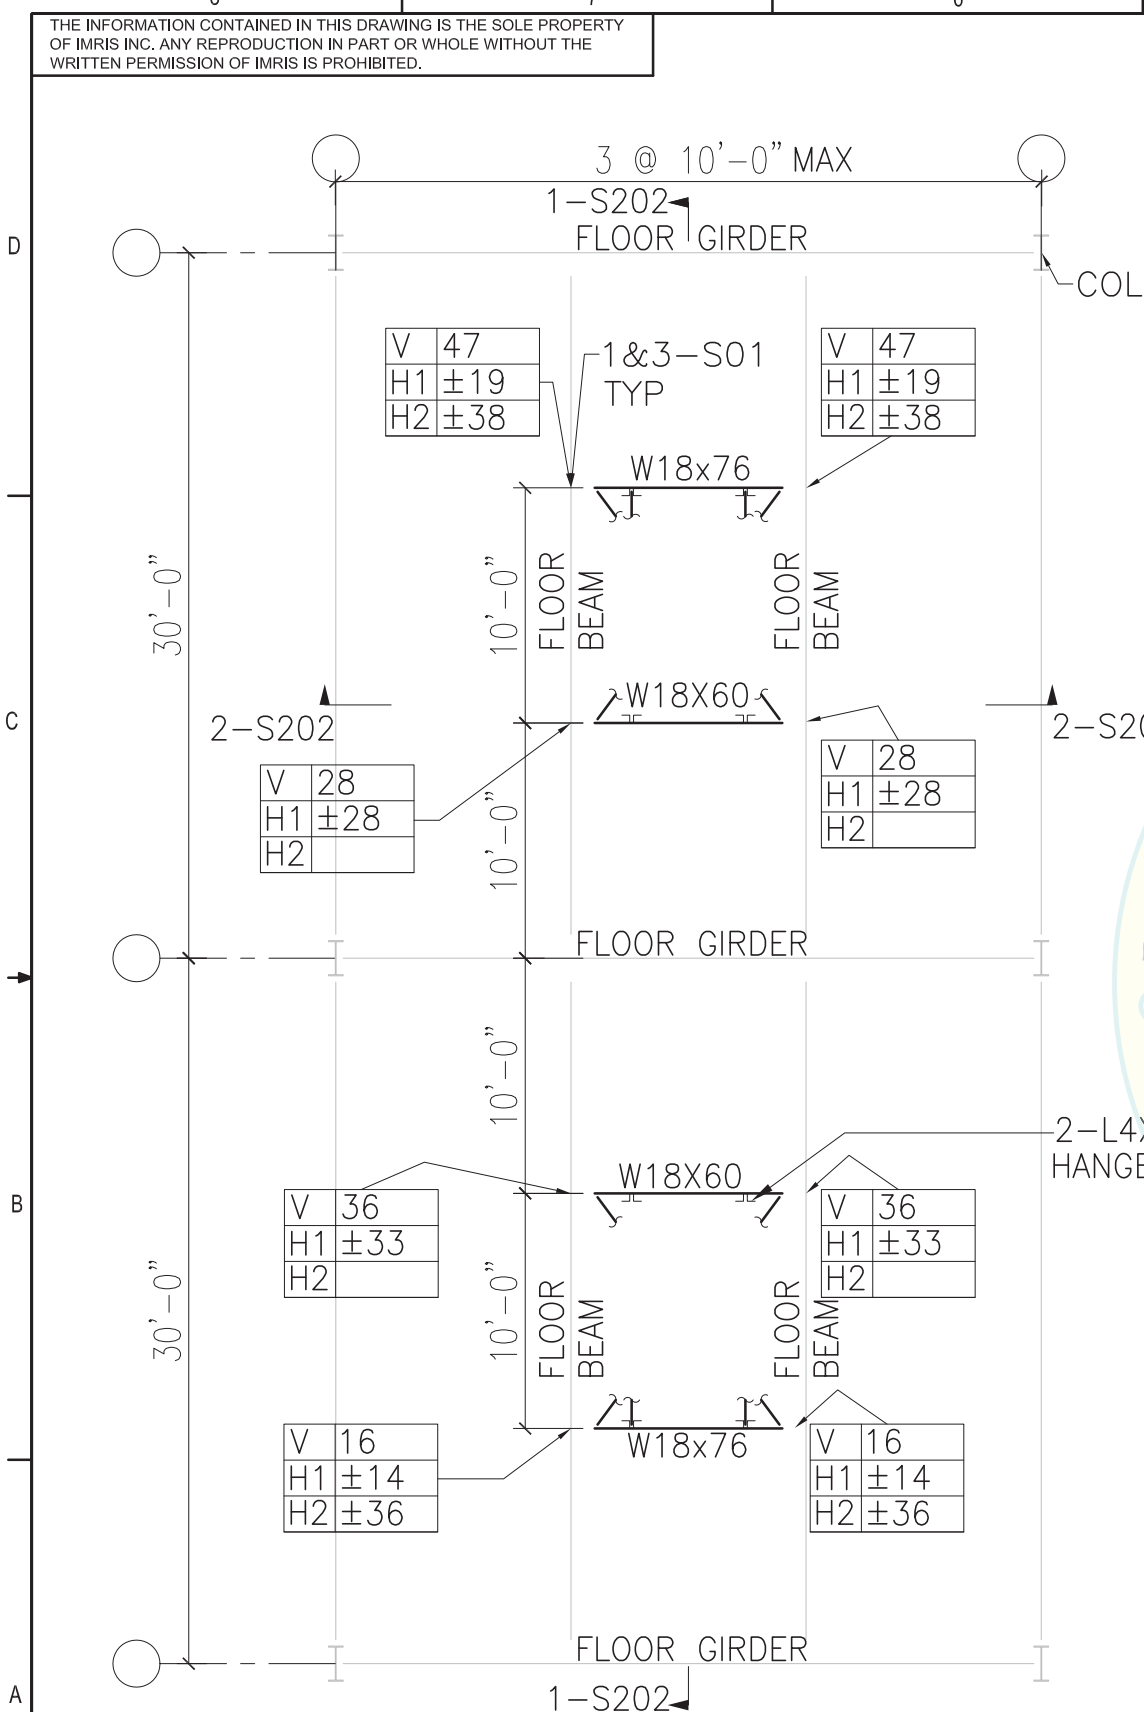 THE INFORMATION CONTAINED IN THIS DRAWING IS THE SOLE PROPERTY
OF IMRIS INC. ANY REPRODUCTION IN PART OR WHOLE WITHOUT THE
WRITTEN PERMISSION OF IMRIS IS PROHIBITED.
3 @ 10'-0" MAX
1-S202
FLOOR GIRDER
D
COL
V 47
H1 ±19
H2 ±38
1&3-S01
TYP
V 47
H1 ±19
H2 ±38
W18x76
30'-0"
10'-0"
FLOOR
BEAM
FLOOR
BEAM
W18X60
C
2-S202
2-S20
V 28
H1 ±28
H2
V 28
H1 ±28
H2
10'-0"
FLOOR GIRDER
10'-0"
2-L4X
HANGE
B
W18X60
V 36
H1 ±33
H2
V 36
H1 ±33
H2
30'-0"
10'-0"
FLOOR
BEAM
FLOOR
BEAM
W18x76
V 16
H1 ±14
H2 ±36
V 16
H1 ±14
H2 ±36
FLOOR GIRDER
A
1-S202